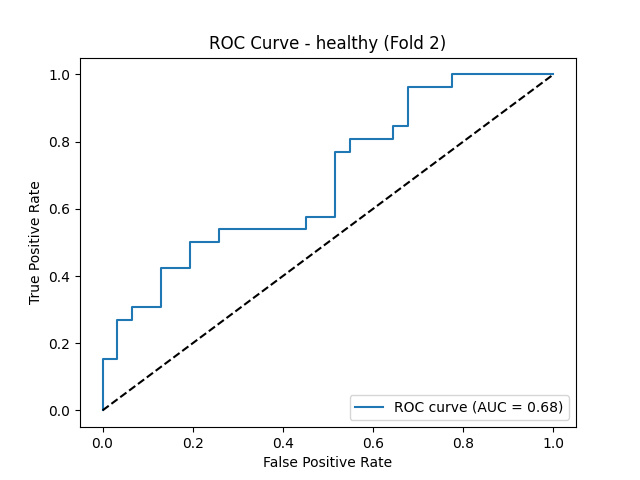 ROC Curve - healthy (Fold 2)
1.0
0.8
0.6
0.4
0.2
0.0
True Positive Rate
ROC curve (AUC = 0.68)
0.0 0.2 0.4 0.6 0.8 1.0
False Positive Rate